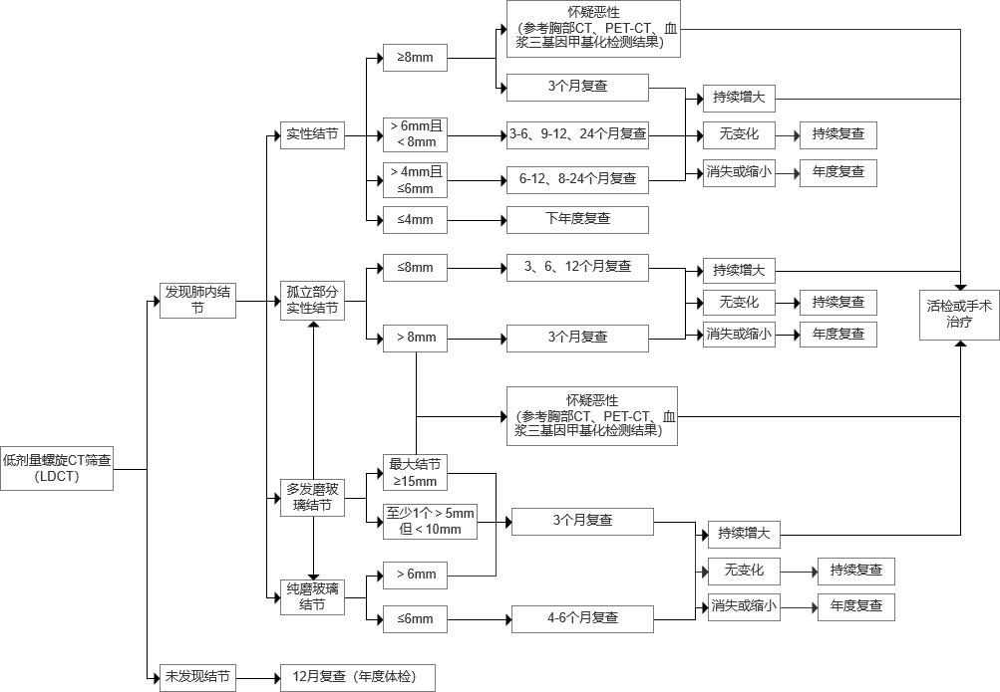 怀疑恶性
（参考胸部CT、PET-CT、血
浆三基因甲基化检测结果）
≥8mm
3个月复查
持续增大
实性结节
＞6mm且
＜8mm
3-6、9-12、24个月复查
无变化
持续复查
＞4mm且
≤6mm
6-12、8-24个月复查
消失或缩小
年度复查
≤4mm
下年度复查
≤8mm
3、6、12个月复查
持续增大
发现肺内结
节
孤立部分
实性结节
无变化
持续复查
活检或手术
治疗
＞8mm
3个月复查
消失或缩小
年度复查
怀疑恶性
（参考胸部CT、PET-CT、血
浆三基因甲基化检测结果）
低剂量螺旋CT筛查
（LDCT）
最大结节
≥15mm
多发磨玻
璃结节
至少1个＞5mm
但＜10mm
3个月复查
持续增大
＞6mm
无变化
持续复查
纯磨玻璃
结节
≤6mm
4-6个月复查
消失或缩小
年度复查
未发现结节
12月复查（年度体检）